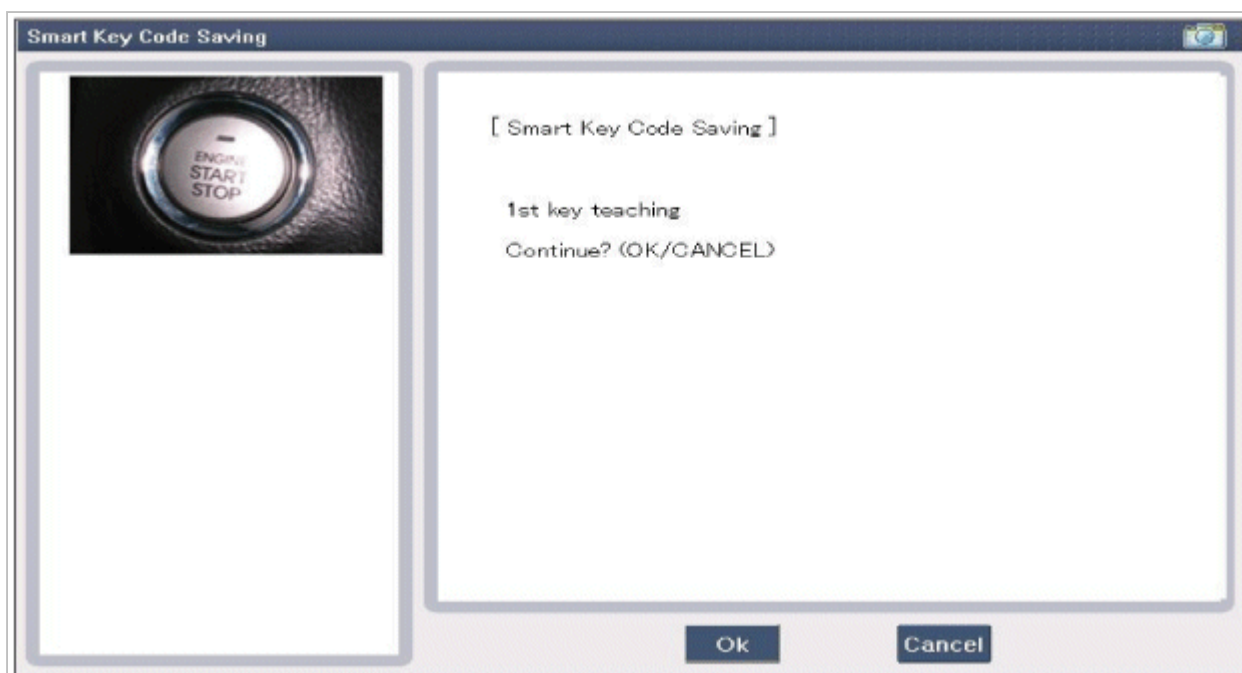 Smart Key Code Saving
ENGINE
START
STOP
[ Smart Key Code Saving ]
1st key teaching
Continue? (OK/CANCEL)
Ok
Cancel